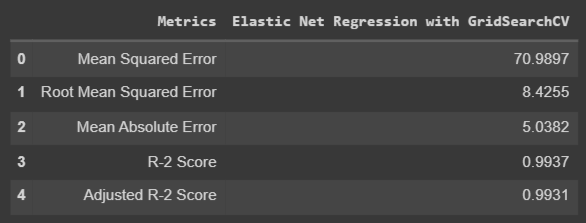 Metrics Elastic Net Regression with GridSearchCV
0 Mean Squared Error 70.9897
1 Root Mean Squared Error 8.4255
2 Mean Absolute Error 5.0382
3 R-2 Score 0.9937
4 Adjusted R-2 Score 0.9931